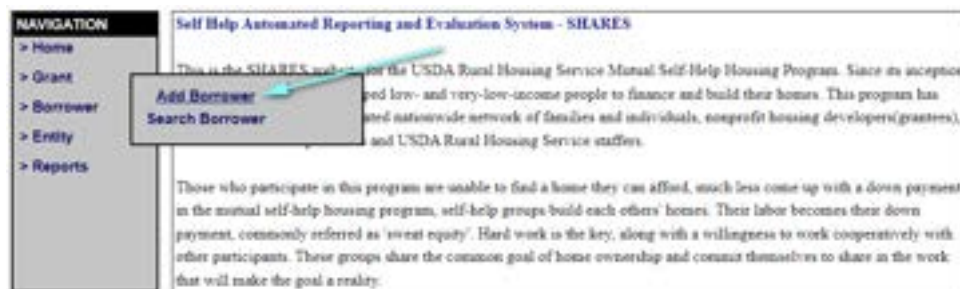 NAVIGATION
> Home
> Grant
> Borrower
> Entity
> Reports
Add Borrower
Search Borrower
Self Help Automated Reporting and Evaluation System - SHARES
This is the SHARES website for the USDA Rural Housing Service Mutual Self-Help Housing Program. Since its inception
ped low- and very-low-income people to finance and build their homes. This program has
ated nationwide network of families and individuals, nonprofit housing developers(grantees),
and USDA Rural Housing Service staffers.
Those who participate in this program are unable to find a home they can afford, much less come up with a down payment
in the mutual self-help housing program, self-help groups build each others' homes. Their labor becomes their down
payment, commonly referred as 'sweat equity'. Hard work is the key, along with a willingness to work cooperatively with
other participants. These groups share the common goal of home ownership and commit themselves to share in the work
that will make the goal a reality.